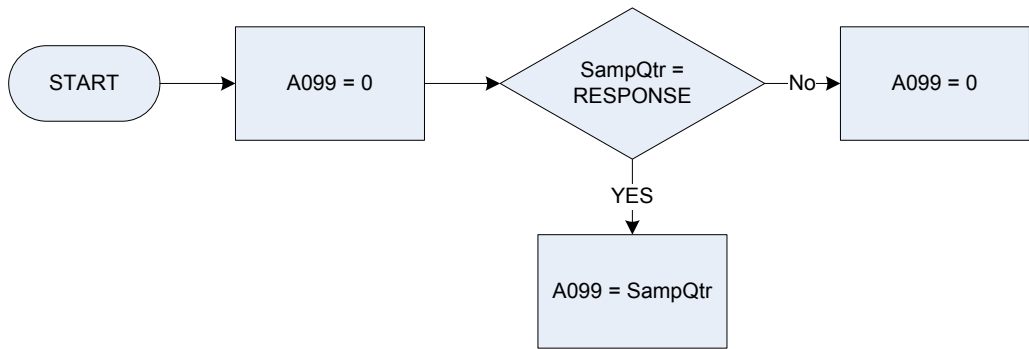 START
A099 = 0
SampQtr =
RESPONSE
No
A099 = 0
YES
A099 = SampQtr